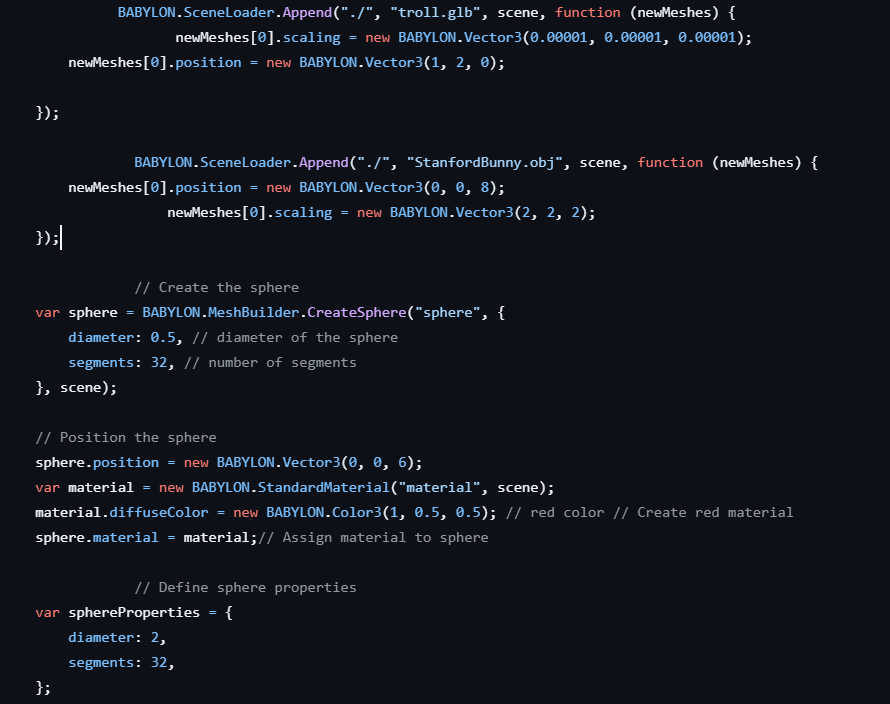 BABYLON.SceneLoader.Append("./", "troll.glb", scene, function (newMeshes) {
newMeshes[0].scaling = new BABYLON.Vector3(0.00001, 0.00001, 0.00001);
newMeshes[0].position = new BABYLON.Vector3(1, 2, 0);
});
BABYLON.SceneLoader.Append("./", "StanfordBunny.obj", scene, function (newMeshes) {
newMeshes[0].position = new BABYLON.Vector3(0, 0, 8);
newMeshes[0].scaling = new BABYLON.Vector3(2, 2, 2);
});
// Create the sphere
var sphere = BABYLON.MeshBuilder.CreateSphere("sphere", {
diameter: 0.5, // diameter of the sphere
segments: 32, // number of segments
}, scene);
// Position the sphere
sphere.position = new BABYLON.Vector3(0, 0, 6);
var material = new BABYLON.StandardMaterial("material", scene);
material.diffuseColor = new BABYLON.Color3(1, 0.5, 0.5); // red color // Create red material
sphere.material = material;// Assign material to sphere
// Define sphere properties
var sphereProperties = {
diameter: 2,
segments: 32,
};